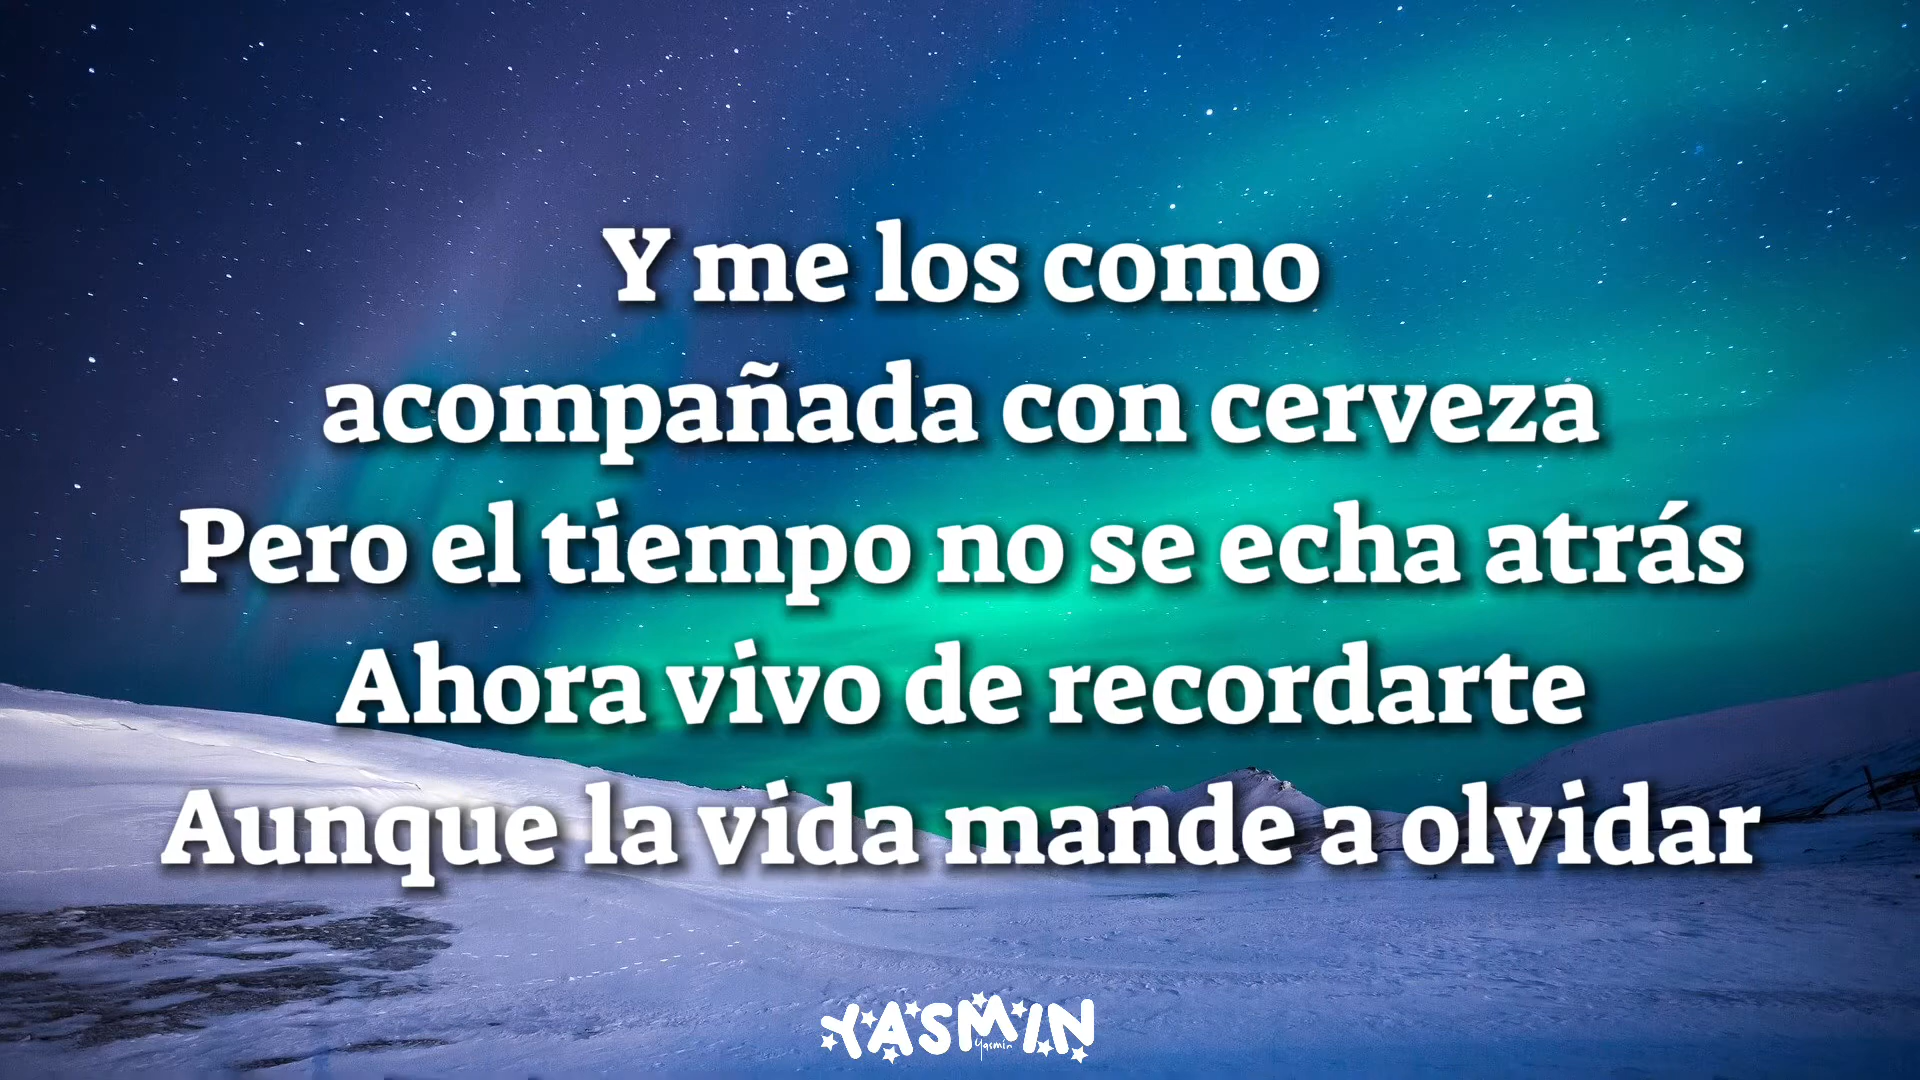 Y me los como
acompañada con cerveza
Pero el tiempo no se echa atrás
Ahora vivo de recordarte
Aunque la vida mande a olvidar
YASMIN
Yasmin